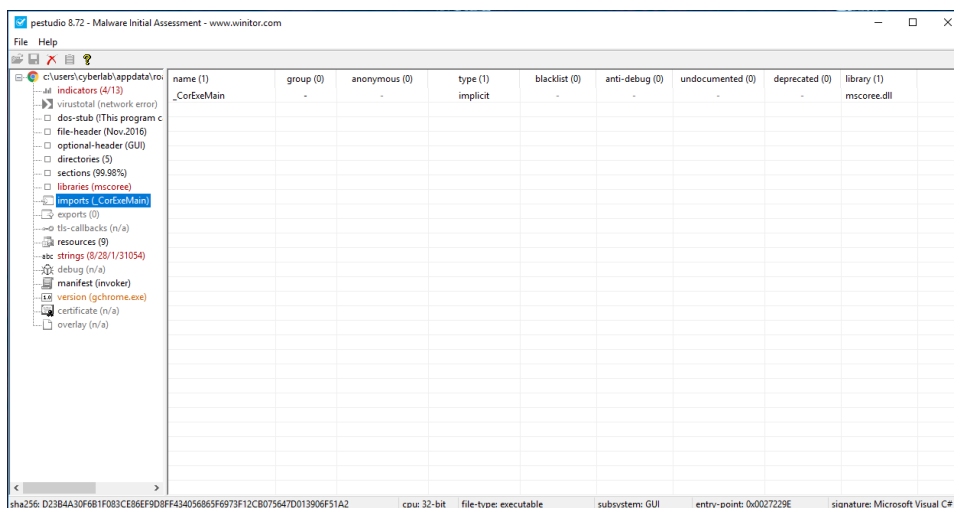 pestudio 8.72 - Malware Initial Assessment - www.winitor.com
File Help
c:\users\cyberlab\appdata\roa
indicators (4/13)
virustotal (network error)
dos-stub (!This program c
file-header (Nov.2016)
optional-header (GUI)
directories (5)
sections (99.98%)
libraries (mscoree)
imports (_CorExeMain)
exports (0)
tls-callbacks (n/a)
resources (9)
abc strings (8/28/1/31054)
debug (n/a)
manifest (invoker)
1.0 version (gchrome.exe)
certificate (n/a)
overlay (n/a)
name (1) group (0) anonymous (0) type (1) blacklist (0) anti-debug (0) undocumented (0) deprecated (0) library (1)
_CorExeMain - - implicit - - - - mscoree.dll
sha256: D23B4A30F6B1F083CE86EF9D8FF434056865F6973F12CB075647D013906F51A2 cpu: 32-bit file-type: executable subsystem: GUI entry-point: 0x0027229E signature: Microsoft Visual C#